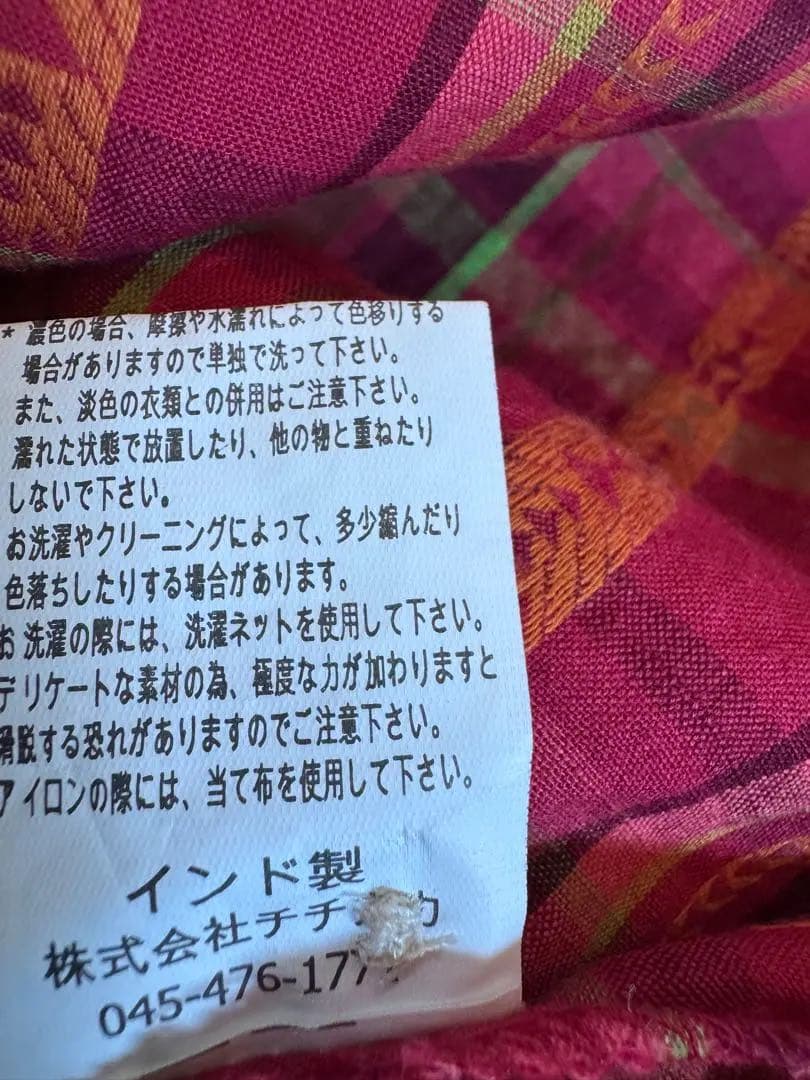 * 濃色の場合、摩擦や水濡れによって色移りする
場合がありますので単独で洗って下さい。
また、淡色の衣類との併用はご注意下さい。
濡れた状態で放置したり、他の物と重ねたり
しないで下さい。
お洗濯やクリーニングによって、多少縮んだり
色落ちしたりする場合があります。
お洗濯の際には、洗濯ネットを使用して下さい。
デリケートな素材の為、極度な力が加わりますと
滑脱する恐れがありますのでご注意下さい。
アイロンの際には、当て布を使用して下さい。
インド製
株式会社チチ
045-476-177